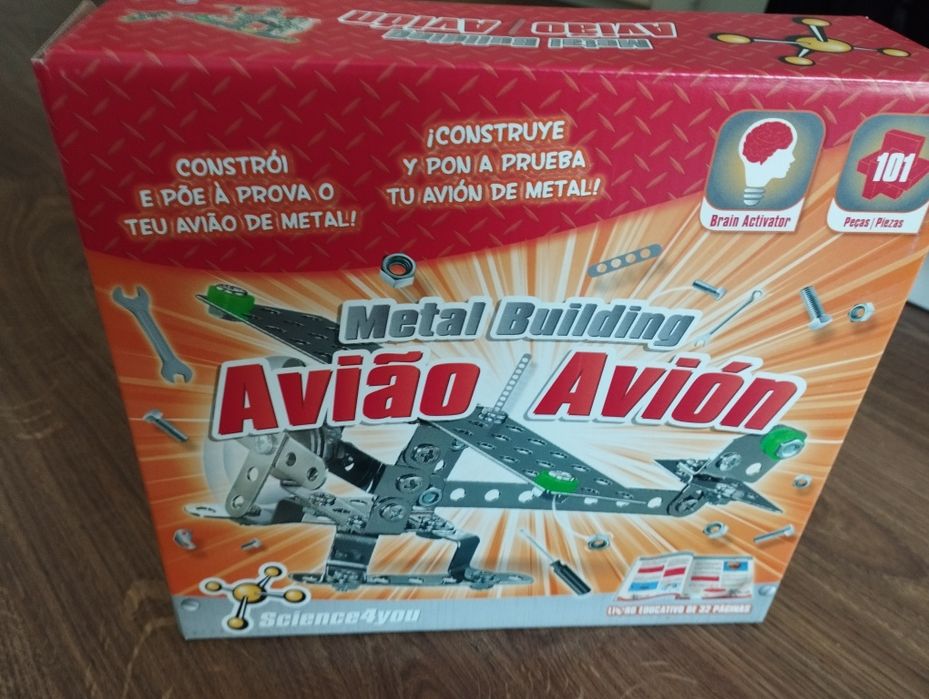 Avião | Avión
Metal Building
CONSTRÓI
E PÕE À PROVA O
TEU AVIÃO DE METAL!
¡CONSTRUYE
Y PON A PRUEBA
TU AVIÓN DE METAL!
Brain Activator
101
Peças | Piezas
Metal Building
Avião | Avión
Science4you
LIVRO EDUCATIVO DE 32 PÁGINAS